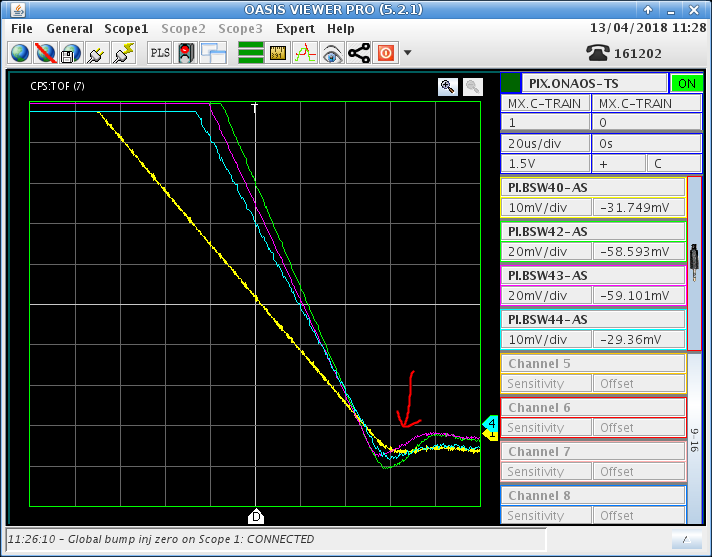 OASIS VIEWER PRO (5.2.1)
File General Scope1 Scope2 Scope3 Expert Help 13/04/2018 11:28
PLS 161202
CPS:TOF (7)
T
D
4
1
PIX.ONAOS-TS ON
MX.C-TRAIN MX.C-TRAIN
1 0
20us/div 0s
1.5V + C
PI.BSW40-AS
10mV/div -31.749mV
PI.BSW42-AS
20mV/div -58.593mV
PI.BSW43-AS
20mV/div -59.101mV
PI.BSW44-AS
10mV/div -29.36mV
Channel 5
Sensitivity Offset
Channel 6
Sensitivity Offset
Channel 7
Sensitivity Offset
Channel 8
Sensitivity Offset
9-16
11:26:10 - Global bump inj zero on Scope 1: CONNECTED